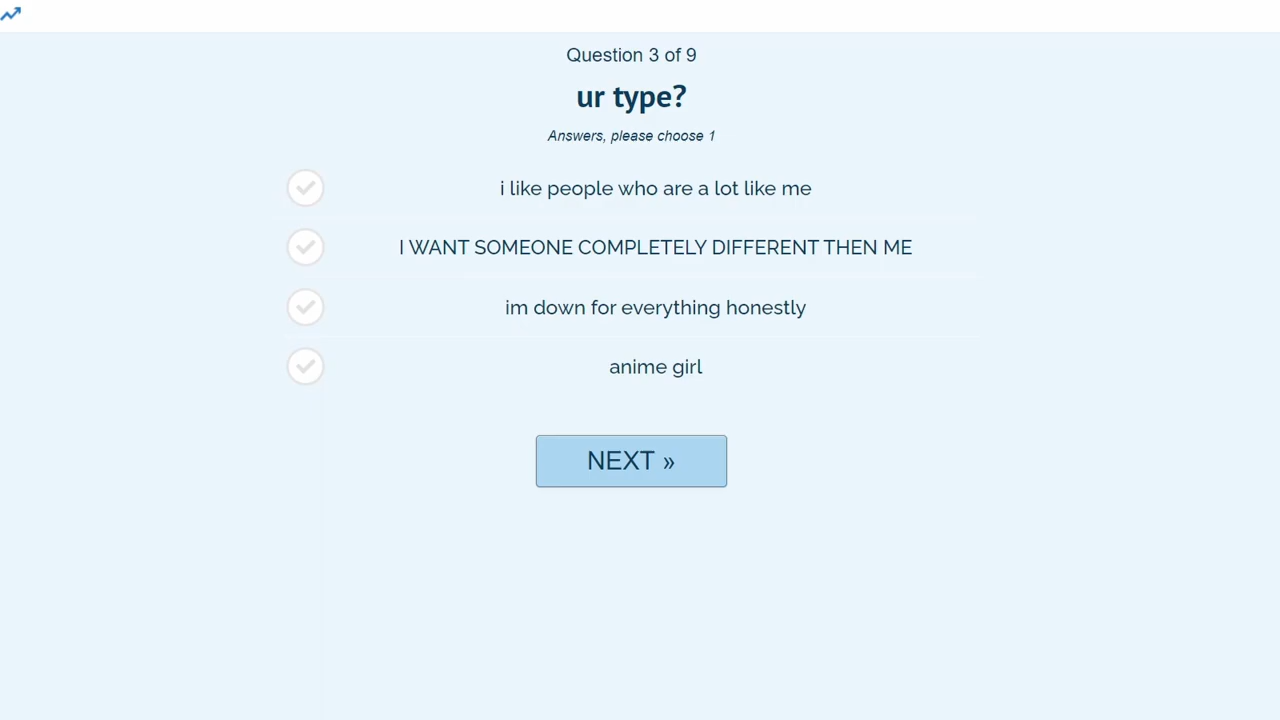 Question 3 of 9
ur type?
Answers, please choose 1
i like people who are a lot like me
I WANT SOMEONE COMPLETELY DIFFERENT THEN ME
im down for everything honestly
anime girl
NEXT »